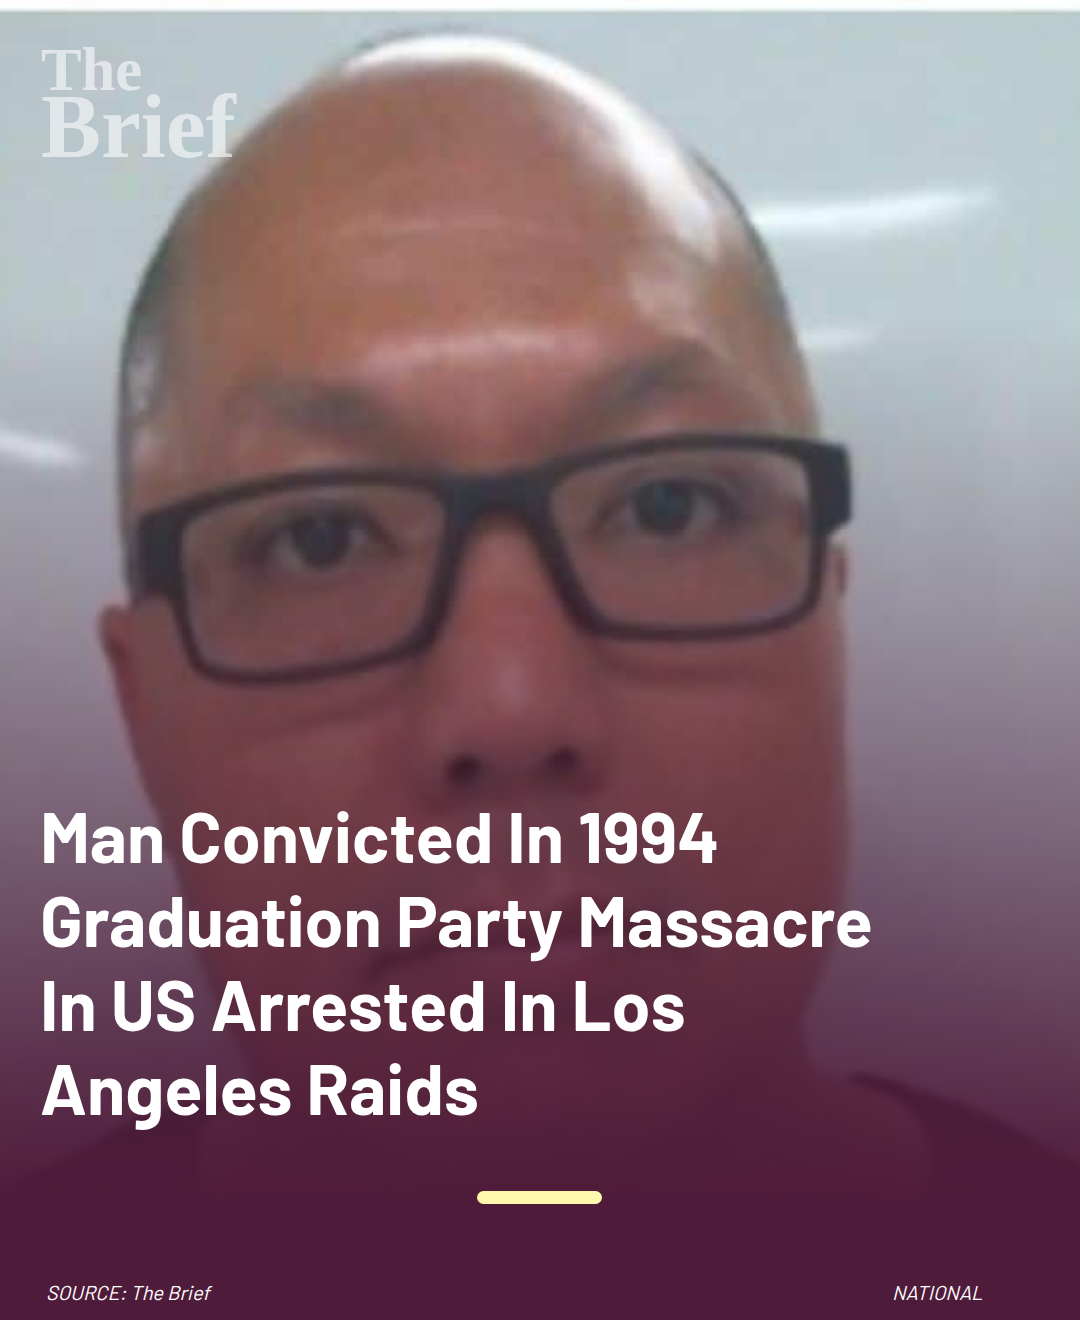 The
Brief
Man Convicted In 1994
Graduation Party Massacre
In US Arrested In Los
Angeles Raids
SOURCE: The Brief
NATIONAL